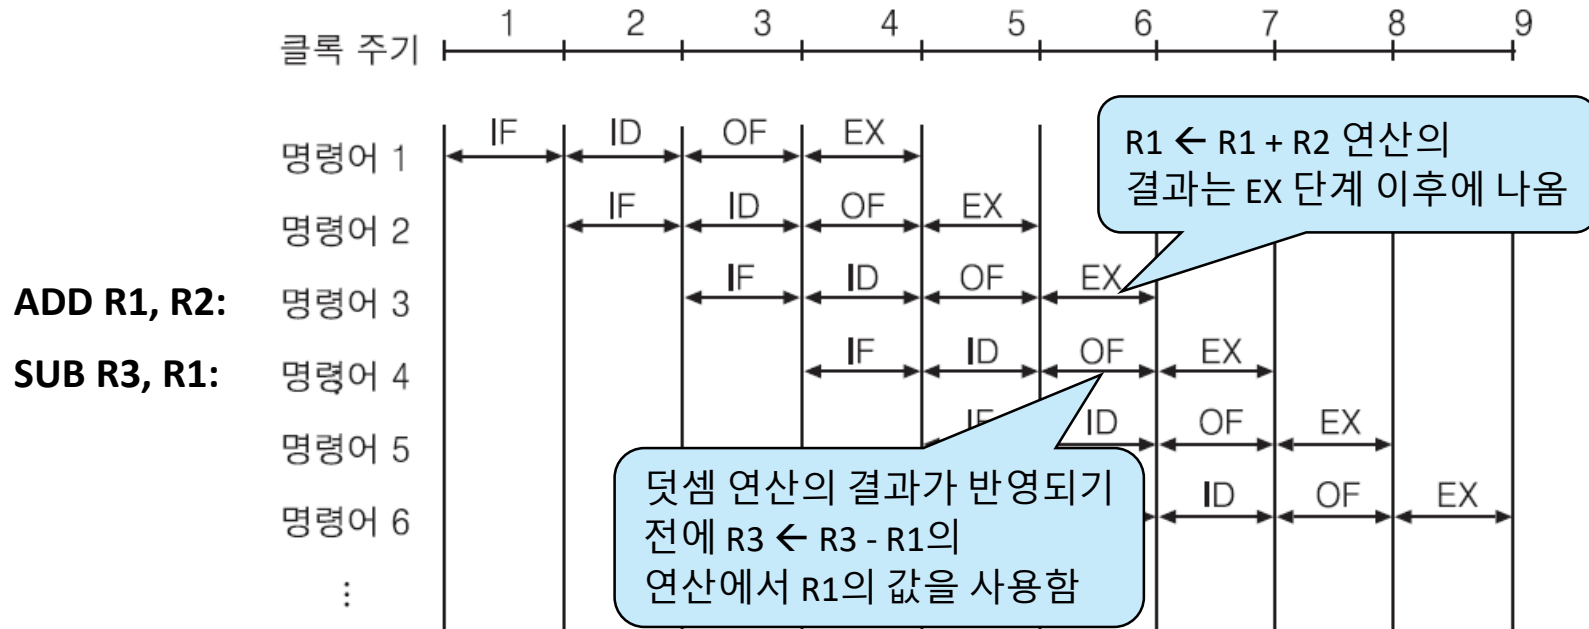 클록 주기 1 2 3 4 5 6 7 8 9
명령어 1 IF ID OF EX
R1 ← R1 + R2 연산의
결과는 EX 단계 이후에 나옴
명령어 2 IF ID OF EX
ADD R1, R2: 명령어 3 IF ID OF EX
SUB R3, R1: 명령어 4 IF ID OF EX
명령어 5 IF ID OF EX
덧셈 연산의 결과가 반영되기
전에 R3 ← R3 - R1의
연산에서 R1의 값을 사용함
명령어 6 ID OF EX
⋮